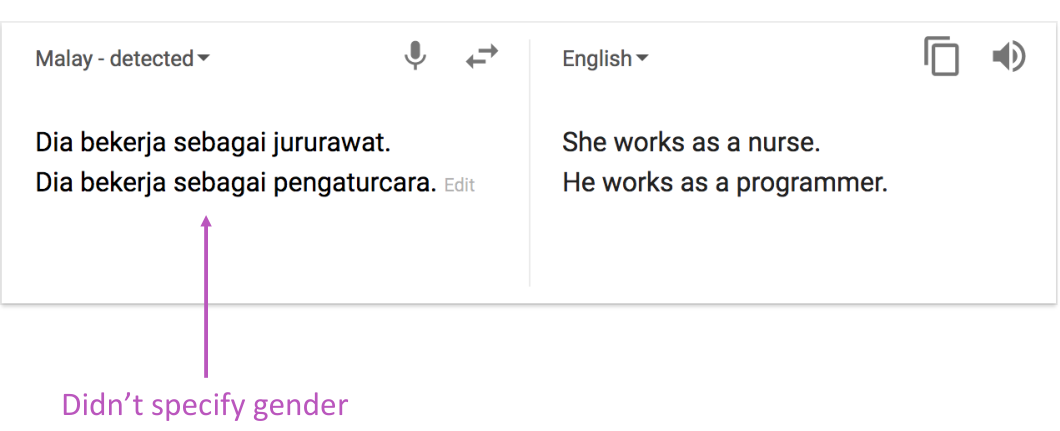 Malay - detected
English
Dia bekerja sebagai jururawat.
Dia bekerja sebagai pengaturcara. Edit
She works as a nurse.
He works as a programmer.
Didn’t specify gender